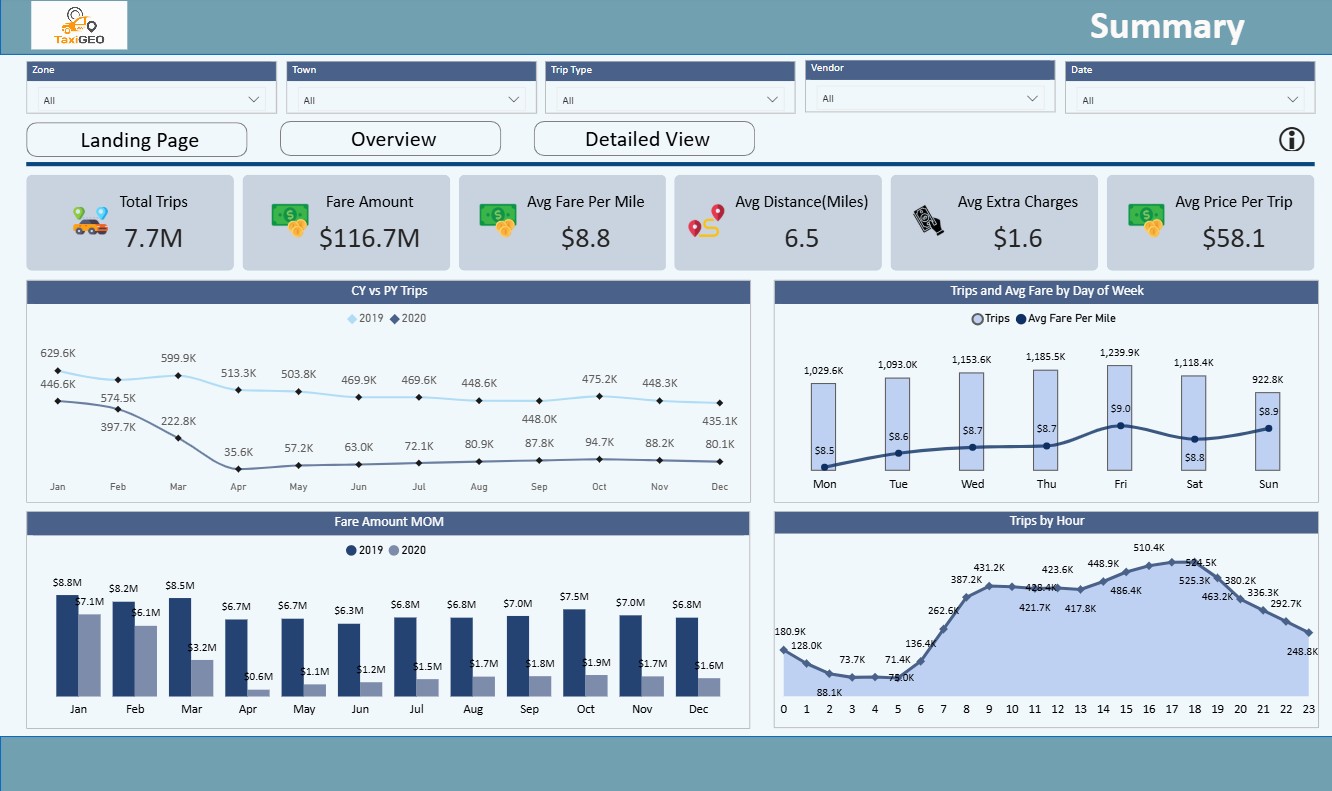 TaxiGEO
Summary
Zone
Town
Trip Type
Vendor
Date
All
All
All
All
All
Landing Page
Overview
Detailed View
Total Trips
7.7M
Fare Amount
$116.7M
Avg Fare Per Mile
$8.8
Avg Distance(Miles)
6.5
Avg Extra Charges
$1.6
Avg Price Per Trip
$58.1
CY vs PY Trips
2019 2020
629.6K 599.9K 513.3K 503.8K 469.9K 469.6K 448.6K 475.2K 448.3K
446.6K 574.5K 448.0K 435.1K
397.7K 222.8K 35.6K 57.2K 63.0K 72.1K 80.9K 87.8K 94.7K 88.2K 80.1K
Jan Feb Mar Apr May Jun Jul Aug Sep Oct Nov Dec
Trips and Avg Fare by Day of Week
Trips Avg Fare Per Mile
1,029.6K 1,093.0K 1,153.6K 1,185.5K 1,239.9K 1,118.4K 922.8K
$8.5 $8.6 $8.7 $8.7 $9.0 $8.8 $8.9
Mon Tue Wed Thu Fri Sat Sun
Fare Amount MOM
2019 2020
$8.8M $8.2M $8.5M $6.7M $6.7M $6.3M $6.8M $6.8M $7.0M $7.5M $7.0M $6.8M
$7.1M $6.1M $3.2M $0.6M $1.1M $1.2M $1.5M $1.7M $1.8M $1.9M $1.7M $1.6M
Jan Feb Mar Apr May Jun Jul Aug Sep Oct Nov Dec
Trips by Hour
180.9K 128.0K 88.1K 73.7K 71.4K 75.0K 136.4K 262.6K 387.2K 431.2K 428.4K 421.7K 423.6K 417.8K 448.9K 486.4K 510.4K 525.3K 524.5K 463.2K 380.2K 336.3K 292.7K 248.8K
0 1 2 3 4 5 6 7 8 9 10 11 12 13 14 15 16 17 18 19 20 21 22 23